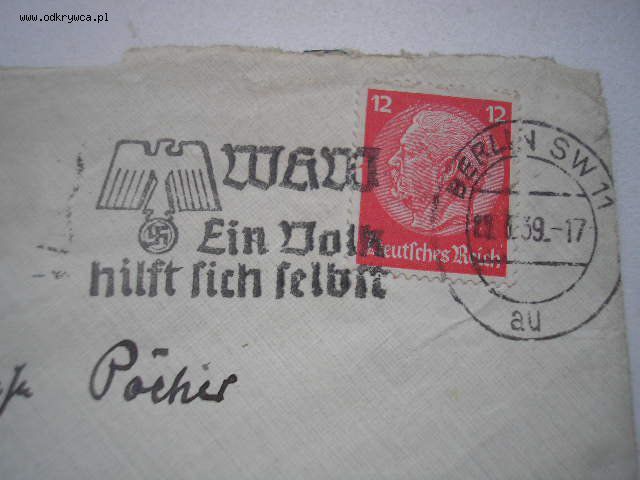 www.odkrywca.pl
12 12
Deutsches Reich
WHW
Ein Volk
hilft sich selbst
BERLIN SW 11
39.-17
au
Pöcher